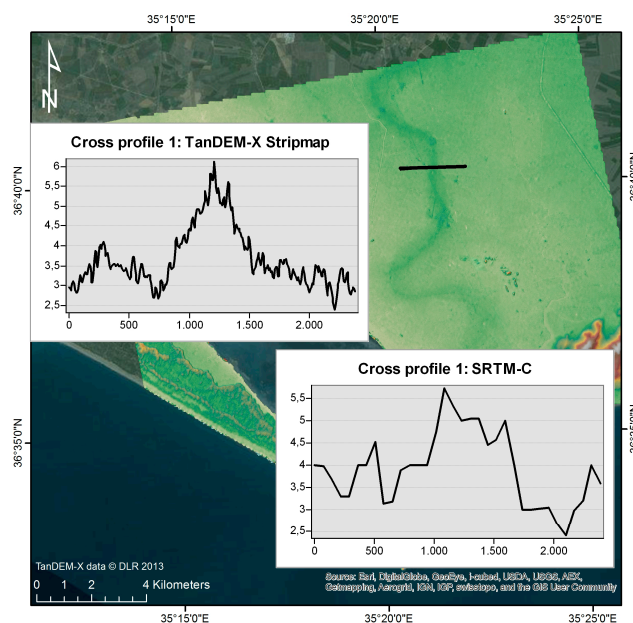 35°15'0"E 35°20'0"E 35°25'0"E
N
36°40'0"N
36°35'0"N
Cross profile 1: TanDEM-X Stripmap
6
5,5
5
4,5
4
3,5
3
2,5
0 500 1.000 1.500 2.000
Cross profile 1: SRTM-C
5,5
5
4,5
4
3,5
3
2,5
0 500 1.000 1.500 2.000
TanDEM-X data © DLR 2013
0 1 2 4 Kilometers
Source: Esri, DigitalGlobe, GeoEye, i-cubed, USDA, USGS, AEX,
Getmapping, Aerogrid, IGN, IGP, swisstopo, and the GIS User Community
35°15'0"E 35°20'0"E 35°25'0"E